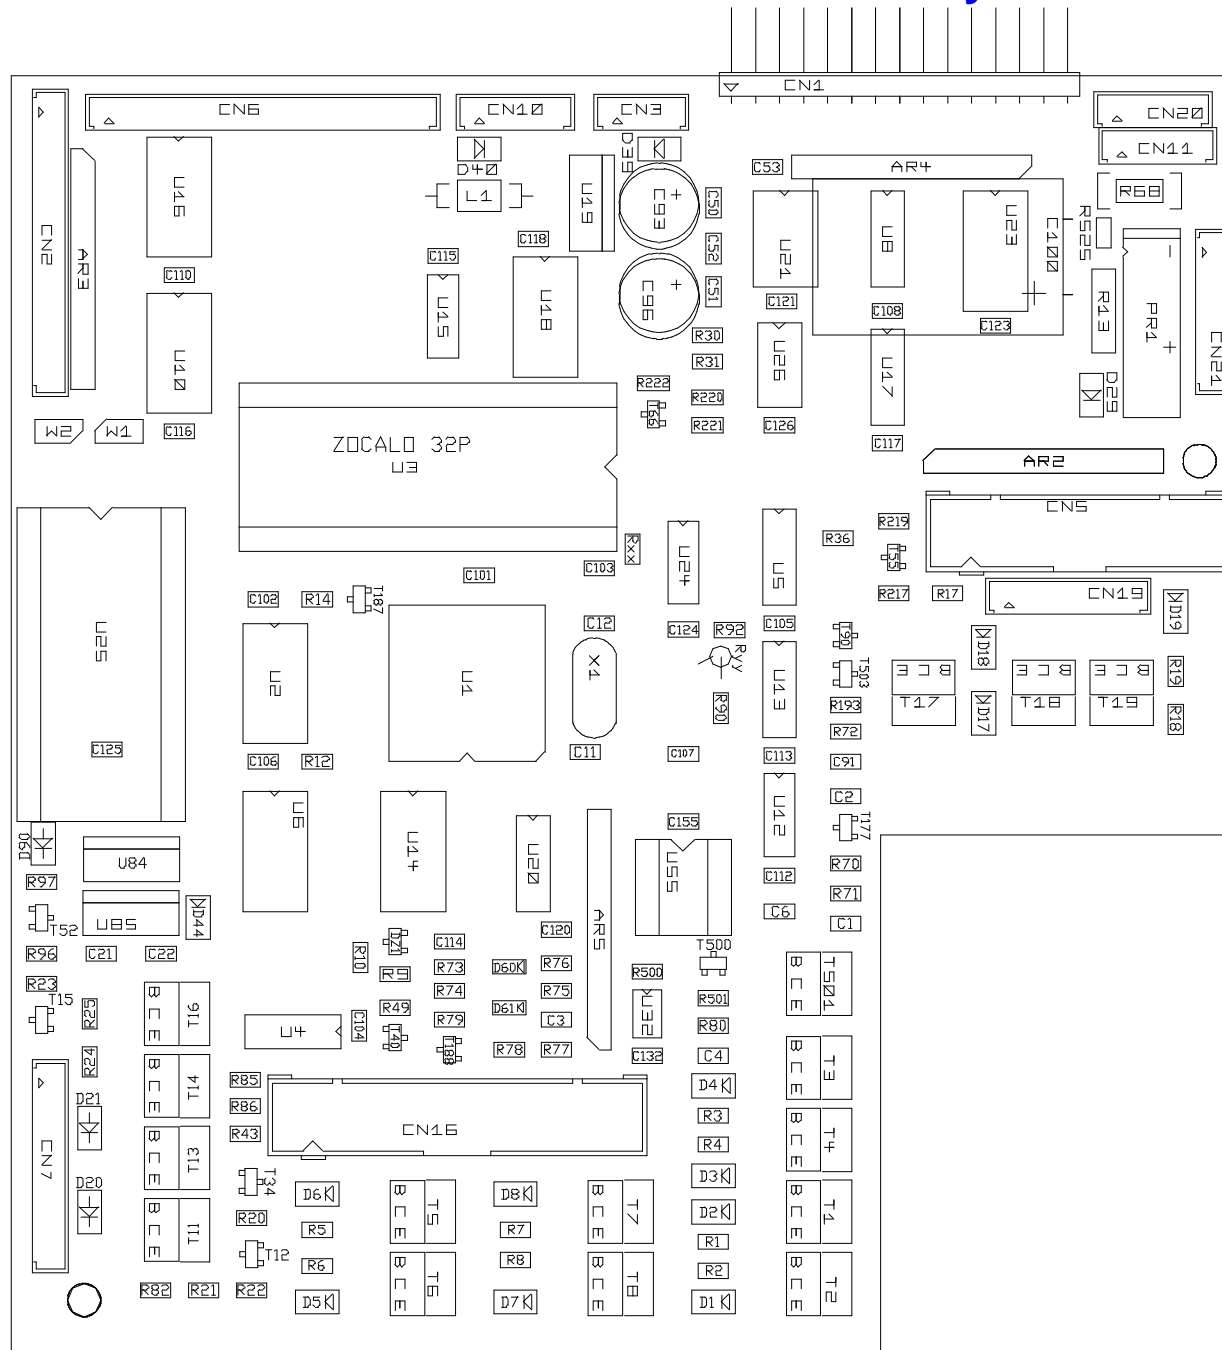 CN1
CN6
CN10
CN3
CN20
CN11
CN2
AR3
U16
D40
D39
L1
U19
C93
C50
C53
AR4
R68
U21
U8
U23
C100
R525
C118
C52
C115
C110
C96
C51
C121
C108
C123
R13
PR1
CN21
U10
U15
U18
R30
R31
U26
U17
R222
R220
D29
T66
R221
C126
C117
W2
W1
C116
ZOCALO 32P
U3
AR2
CN5
R219
R36
T55
Rxx
U24
U5
C101
C103
C102
R14
T187
R217
R17
CN19
D19
U25
C12
C124
R92
C105
T90
D18
Ryy
T503
U2
U1
X1
U13
B C E
B C E
B C E
R19
R90
R193
T17
D17
T18
T19
R18
R72
C125
C106
R12
C11
C107
C113
C91
C2
U6
U14
U20
C155
U12
T177
D90
U84
U55
R97
C112
R70
R71
T52
U85
D44
AR5
C6
C1
C120
DZ1
C114
T500
R96
C21
C22
R10
R9
R73
D60
R76
R500
R23
T15
R74
R75
R501
B C E
T501
R25
B C E
T16
R49
D61
U32
C104
U4
T40
R79
C3
R80
T188
R78
R77
C132
C4
R24
B C E
T14
R85
B C E
T3
D4
D21
R86
R3
CN16
R43
R4
B C E
T4
CN7
B C E
T13
D3
D20
T34
D6
B C E
T5
D8
B C E
T7
D2
B C E
T1
B C E
T11
R20
R5
R7
R1
T12
R6
R8
R2
B C E
T6
B C E
T8
B C E
T2
R82
R21
R22
D5
D7
D1